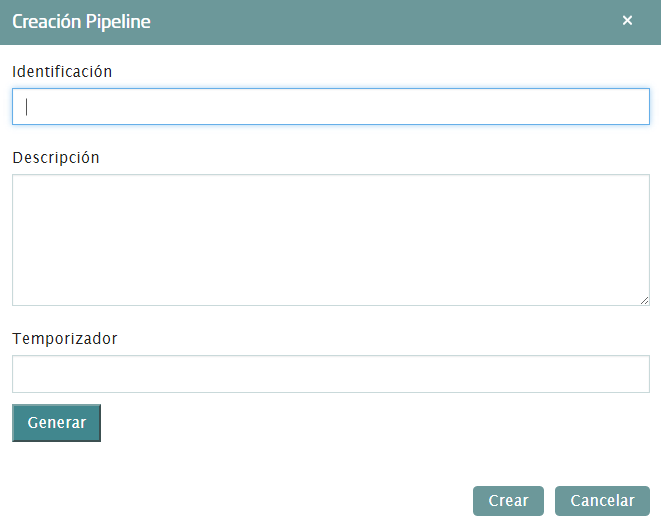 Creación Pipeline ×
Identificación
Descripción
Temporizador
Generar
Crear Cancelar